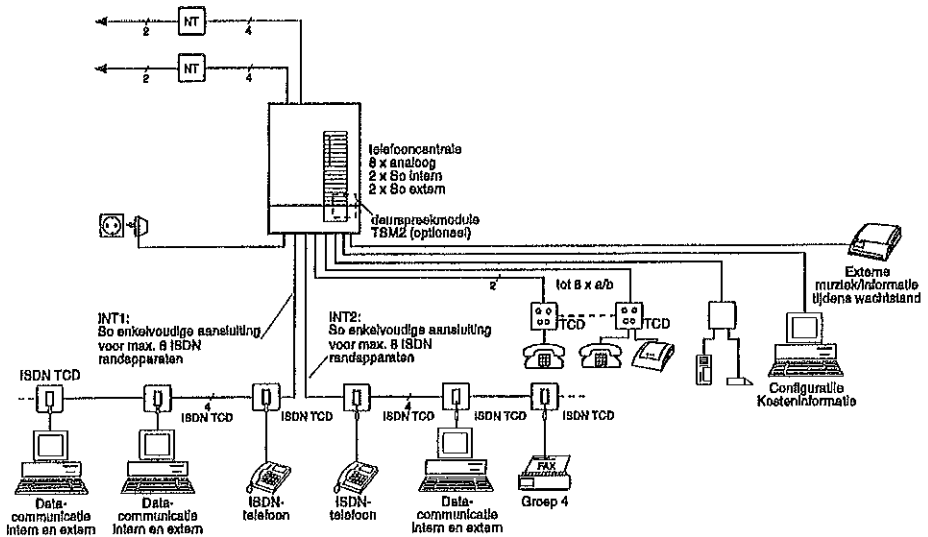 NT
2
4
NT
2
4
telefooncentrale
8 x analoog
2 x So intern
2 x So extern
deurspreekmodule
TSM2 (optioneel)
Externe
muziek/informatie
tijdens wachtstand
2
tot 8 x a/b
TCD
TCD
INT1:
So enkelvoudige aansluiting
voor max. 8 ISDN
randapparaten
INT2:
So enkelvoudige aansluiting
voor max. 8 ISDN
randapparaten
Configuratie
Kosteninformatie
ISDN TCD
4
ISDN TCD
ISDN TCD
4
ISDN TCD
ISDN TCD
ISDN TCD
FAX
Data-
communicatie
intern en extern
Data-
communicatie
intern en extern
ISDN-
telefoon
ISDN-
telefoon
Data-
communicatie
intern en extern
Groep 4